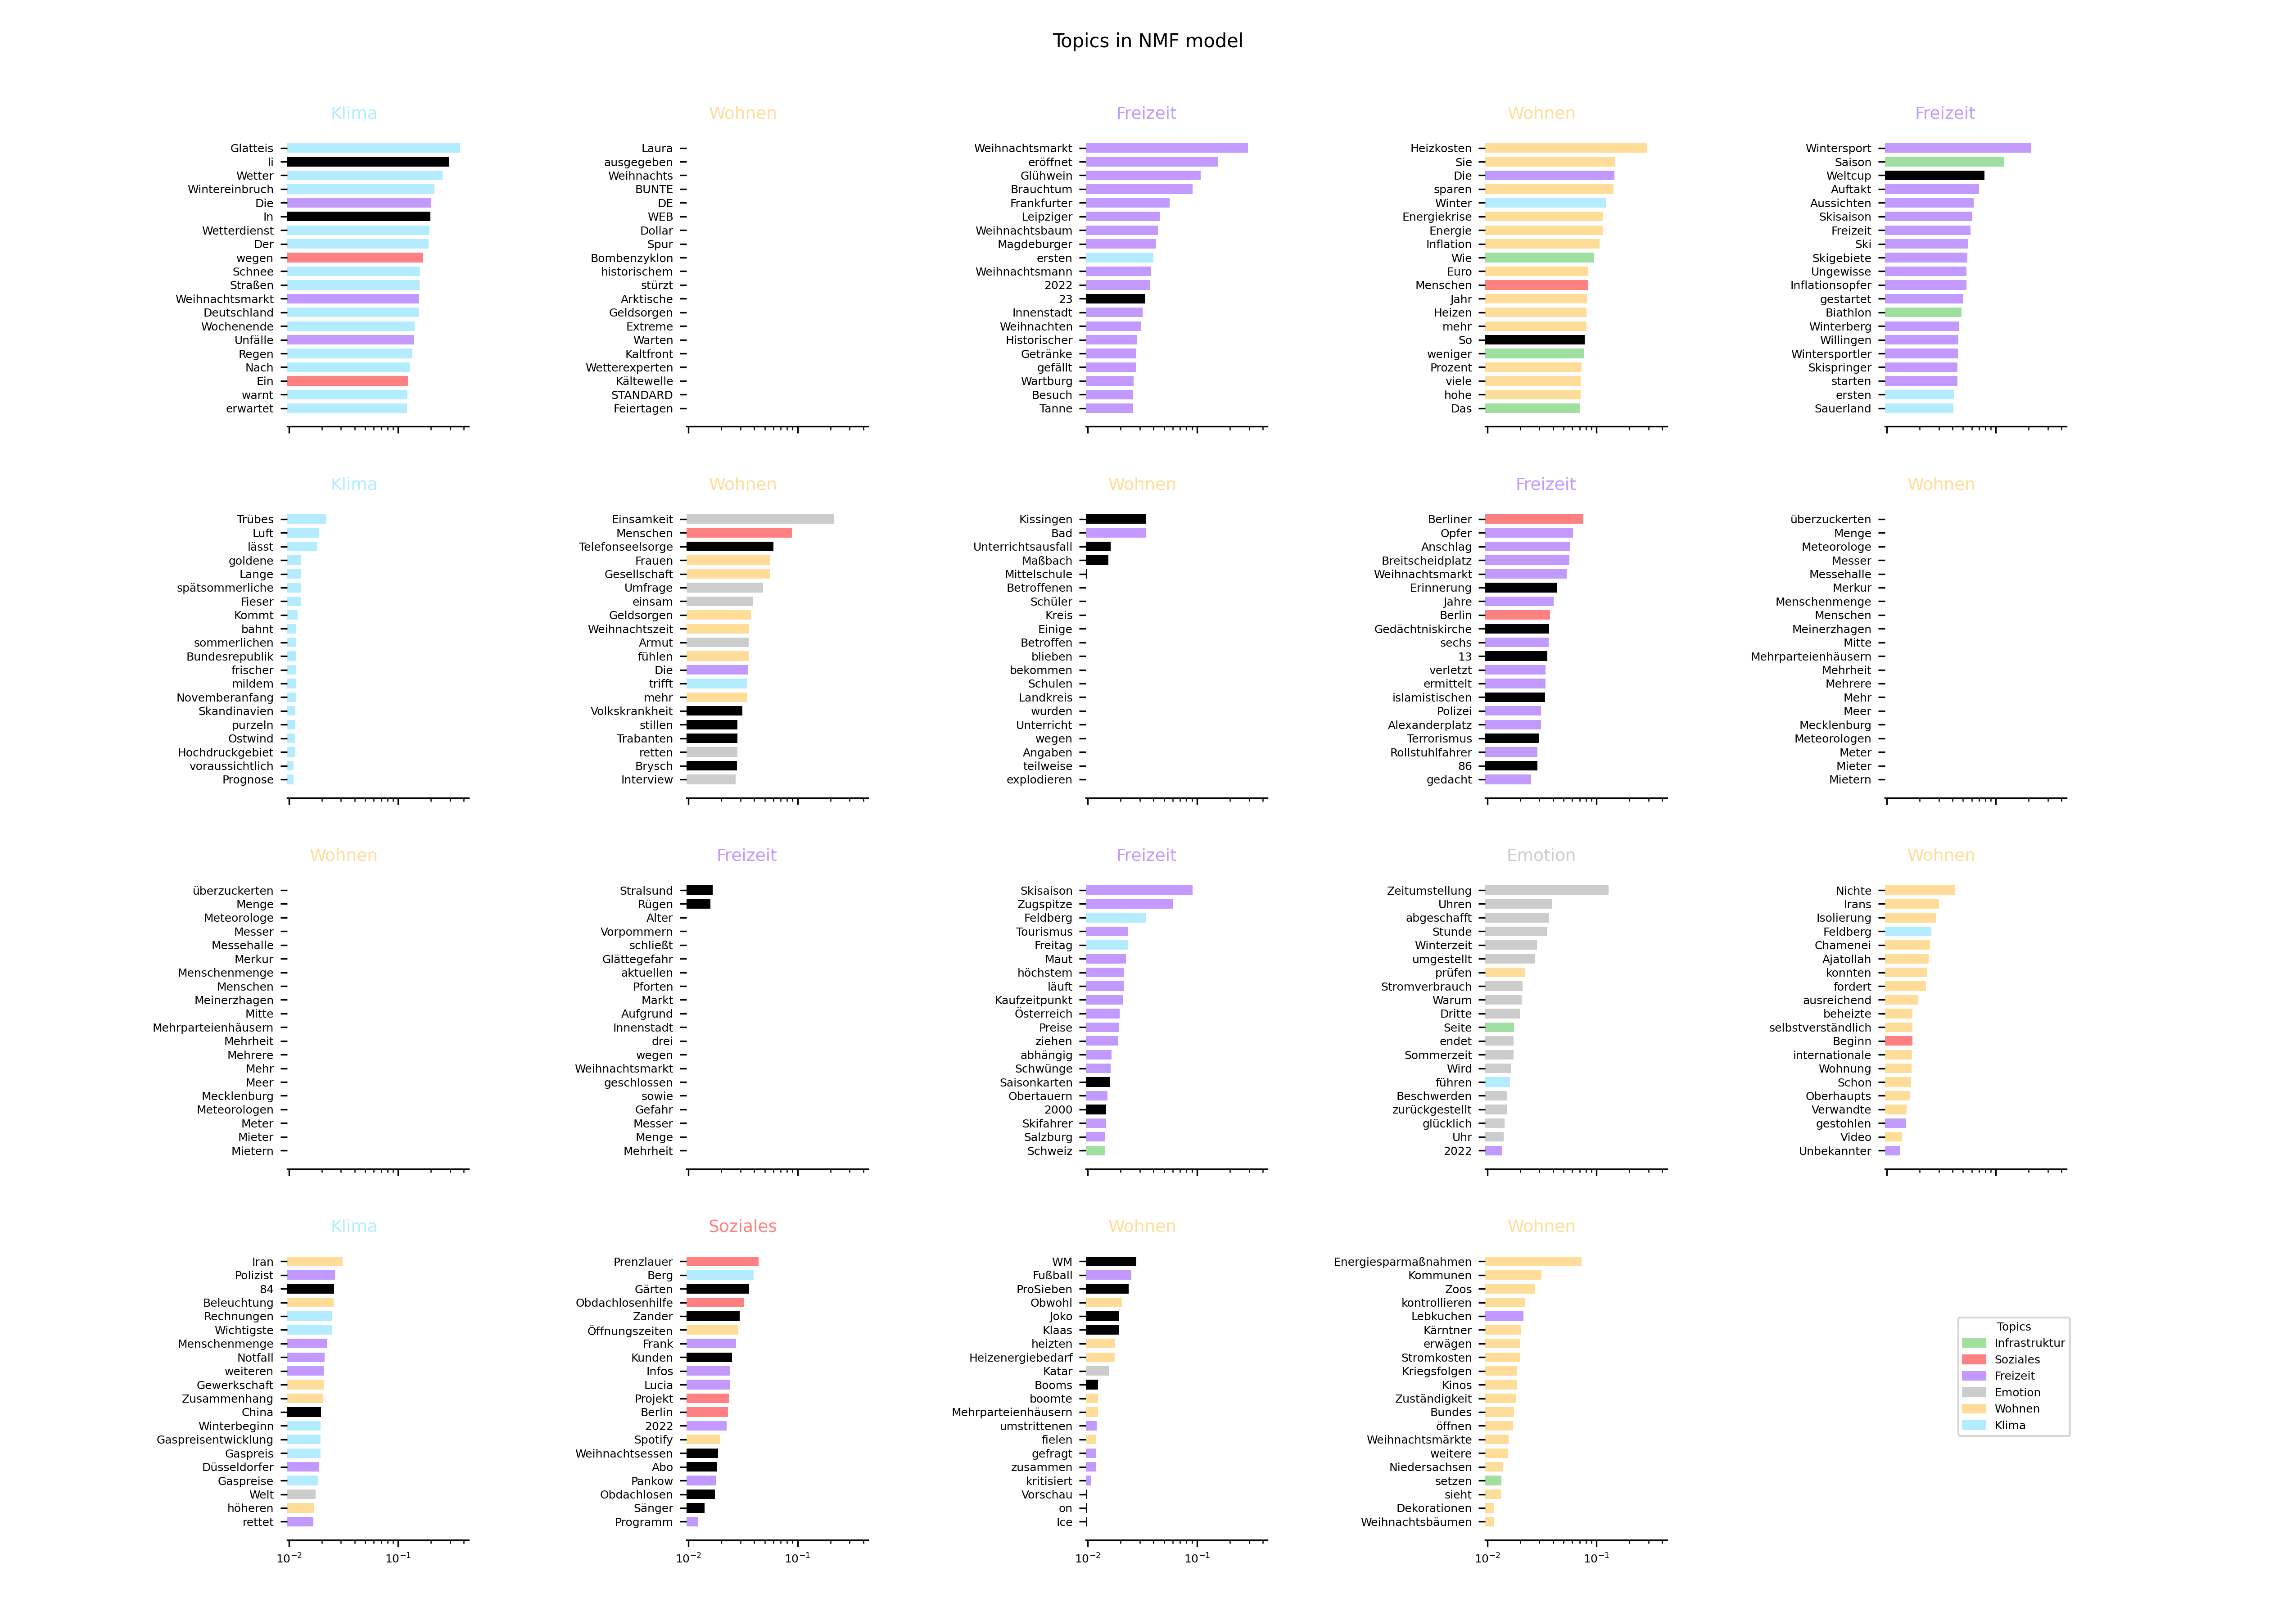 Topics in NMF model
Klima
Glatteis
li
Wetter
Wintereinbruch
Die
In
Wetterdienst
Der
wegen
Schnee
Straßen
Weihnachtsmarkt
Deutschland
Wochenende
Unfälle
Regen
Nach
Ein
warnt
erwartet
Wohnen
Laura
ausgegeben
Weihnachts
BUNTE
DE
WEB
Dollar
Spur
Bombenzyklon
historischem
stürzt
Arktische
Geldsorgen
Extreme
Warten
Kaltfront
Wetterexperten
Kältewelle
STANDARD
Feiertagen
Freizeit
Weihnachtsmarkt
eröffnet
Glühwein
Brauchtum
Frankfurter
Leipziger
Weihnachtsbaum
Magdeburger
ersten
Weihnachtsmann
2022
23
Innenstadt
Weihnachten
Historischer
Getränke
gefällt
Wartburg
Besuch
Tanne
Wohnen
Heizkosten
Sie
Die
sparen
Winter
Energiekrise
Energie
Inflation
Wie
Euro
Menschen
Jahr
Heizen
mehr
So
weniger
Prozent
viele
hohe
Das
Freizeit
Wintersport
Saison
Weltcup
Auftakt
Aussichten
Skisaison
Freizeit
Ski
Skigebiete
Ungewisse
Inflationsopfer
gestartet
Biathlon
Winterberg
Willingen
Wintersportler
Skispringer
starten
ersten
Sauerland
Klima
Trübes
Luft
lässt
goldene
Lange
spätsommerliche
Fieser
Kommt
bahnt
sommerlichen
Bundesrepublik
frischer
mildem
Novemberanfang
Skandinavien
purzeln
Ostwind
Hochdruckgebiet
voraussichtlich
Prognose
Wohnen
Einsamkeit
Menschen
Telefonseelsorge
Frauen
Gesellschaft
Umfrage
einsam
Geldsorgen
Weihnachtszeit
Armut
fühlen
Die
trifft
mehr
Volkskrankheit
stillen
Trabanten
retten
Brysch
Interview
Wohnen
Kissingen
Bad
Unterrichtsausfall
Maßbach
Mittelschule
Betroffenen
Schüler
Kreis
Einige
Betroffen
blieben
bekommen
Schulen
Landkreis
wurden
Unterricht
wegen
Angaben
teilweise
explodieren
Freizeit
Berliner
Opfer
Anschlag
Breitscheidplatz
Weihnachtsmarkt
Erinnerung
Jahre
Berlin
Gedächtniskirche
sechs
13
verletzt
ermittelt
islamistischen
Polizei
Alexanderplatz
Terrorismus
Rollstuhlfahrer
86
gedacht
Wohnen
überzuckerten
Menge
Meteorologe
Messer
Messehalle
Merkur
Menschenmenge
Menschen
Meinerzhagen
Mitte
Mehrparteienhäusern
Mehrheit
Mehrere
Mehr
Meer
Mecklenburg
Meteorologen
Meter
Mieter
Mietern
Wohnen
überzuckerten
Menge
Meteorologe
Messer
Messehalle
Merkur
Menschenmenge
Menschen
Meinerzhagen
Mitte
Mehrparteienhäusern
Mehrheit
Mehrere
Mehr
Meer
Mecklenburg
Meteorologen
Meter
Mieter
Mietern
Freizeit
Stralsund
Rügen
Alter
Vorpommern
schließt
Glättegefahr
aktuellen
Pforten
Markt
Aufgrund
Innenstadt
drei
wegen
Weihnachtsmarkt
geschlossen
sowie
Gefahr
Messer
Menge
Mehrheit
Freizeit
Skisaison
Zugspitze
Feldberg
Tourismus
Freitag
Maut
höchstem
läuft
Kaufzeitpunkt
Österreich
Preise
ziehen
abhängig
Schwünge
Saisonkarten
Obertauern
2000
Skifahrer
Salzburg
Schweiz
Emotion
Zeitumstellung
Uhren
abgeschafft
Stunde
Winterzeit
umgestellt
prüfen
Stromverbrauch
Warum
Dritte
Seite
endet
Sommerzeit
Wird
führen
Beschwerden
zurückgestellt
glücklich
Uhr
2022
Wohnen
Nichte
Irans
Isolierung
Feldberg
Chamenei
Ajatollah
konnten
fordert
ausreichend
beheizte
selbstverständlich
Beginn
internationale
Wohnung
Schon
Oberhaupts
Verwandte
gestohlen
Video
Unbekannter
Klima
Iran
Polizist
84
Beleuchtung
Rechnungen
Wichtigste
Menschenmenge
Notfall
weiteren
Gewerkschaft
Zusammenhang
China
Winterbeginn
Gaspreisentwicklung
Gaspreis
Düsseldorfer
Gaspreise
Welt
höheren
rettet
10⁻² 10⁻¹
Soziales
Prenzlauer
Berg
Gärten
Obdachlosenhilfe
Zander
Öffnungszeiten
Frank
Kunden
Infos
Lucia
Projekt
Berlin
2022
Spotify
Weihnachtsessen
Abo
Pankow
Obdachlosen
Sänger
Programm
10⁻² 10⁻¹
Wohnen
WM
Fußball
ProSieben
Obwohl
Joko
Klaas
heizten
Heizenergiebedarf
Katar
Booms
boomte
Mehrparteienhäusern
umstrittenen
fielen
gefragt
zusammen
kritisiert
Vorschau
on
Ice
10⁻² 10⁻¹
Wohnen
Energiesparmaßnahmen
Kommunen
Zoos
kontrollieren
Lebkuchen
Kärntner
erwägen
Stromkosten
Kriegsfolgen
Kinos
Zuständigkeit
Bundes
öffnen
Weihnachtsmärkte
weitere
Niedersachsen
setzen
sieht
Dekorationen
Weihnachtsbäumen
10⁻² 10⁻¹
Topics
Infrastruktur
Soziales
Freizeit
Emotion
Wohnen
Klima